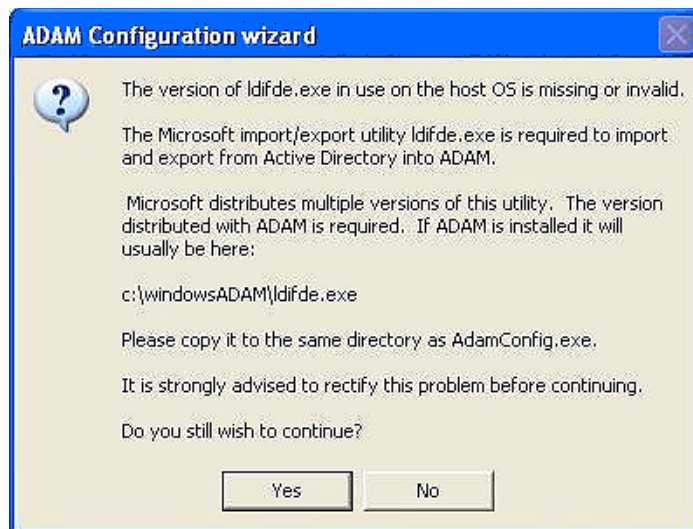 ADAM Configuration wizard
The version of ldifde.exe in use on the host OS is missing or invalid.
The Microsoft import/export utility ldifde.exe is required to import
and export from Active Directory into ADAM.
Microsoft distributes multiple versions of this utility.  The version
distributed with ADAM is required.  If ADAM is installed it will
usually be here:
c:\windowsADAM\ldifde.exe
Please copy it to the same directory as AdamConfig.exe.
It is strongly advised to rectify this problem before continuing.
Do you still wish to continue?
Yes
No